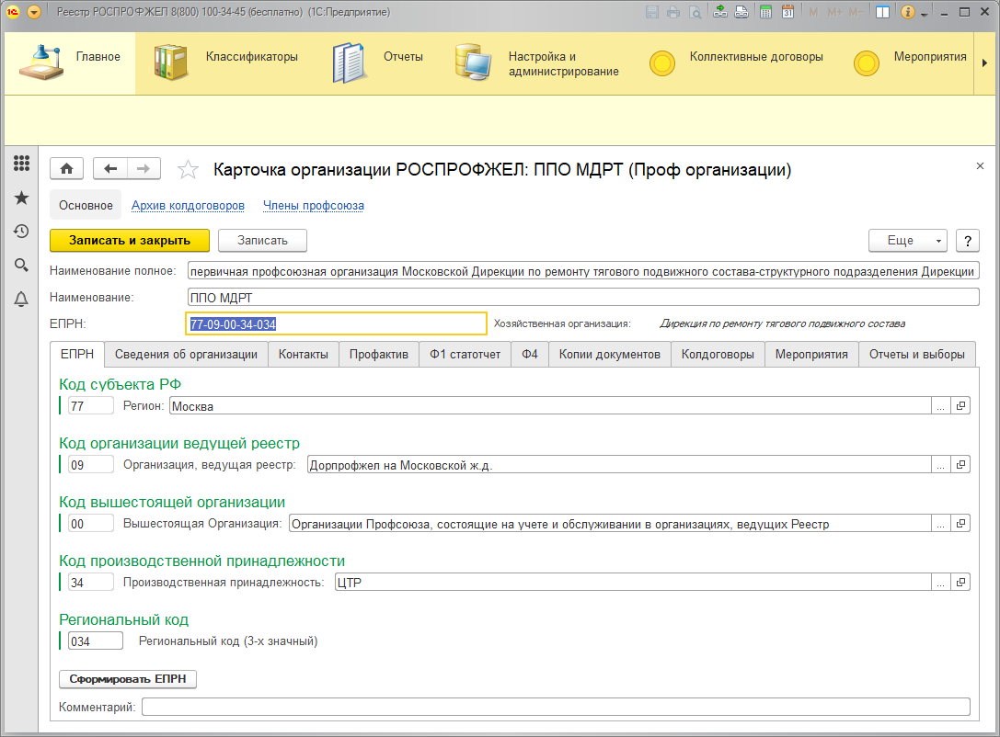 Реестр РОСПРОФЖЕЛ 8(800) 100-34-45 (бесплатно) (1С:Предприятие)
M M+ M-
Главное
Классификаторы
Отчеты
Настройка и
администрирование
Коллективные договоры
Мероприятия
Карточка организации РОСПРОФЖЕЛ: ППО МДРТ (Проф организации)
Основное Архив колдоговоров Члены профсоюза
Записать и закрыть Записать Еще ?
Наименование полное: первичная профсоюзная организация Московской Дирекции по ремонту тягового подвижного состава-структурного подразделения Дирекции
Наименование: ППО МДРТ
ЕПРН: 77-09-00-34-034 Хозяйственная организация: Дирекция по ремонту тягового подвижного состава
ЕПРН Сведения об организации Контакты Профактив Ф1 статотчет Ф4 Копии документов Колдоговоры Мероприятия Отчеты и выборы
Код субъекта РФ
77 Регион: Москва ...
Код организации ведущей реестр
09 Организация, ведущая реестр: Дорпрофжел на Московской ж.д. ...
Код вышестоящей организации
00 Вышестоящая Организация: Организации Профсоюза, состоящие на учете и обслуживании в организациях, ведущих Реестр ...
Код производственной принадлежности
34 Производственная принадлежность: ЦТР ...
Региональный код
034 Региональный код (3-х значный)
Сформировать ЕПРН
Комментарий: